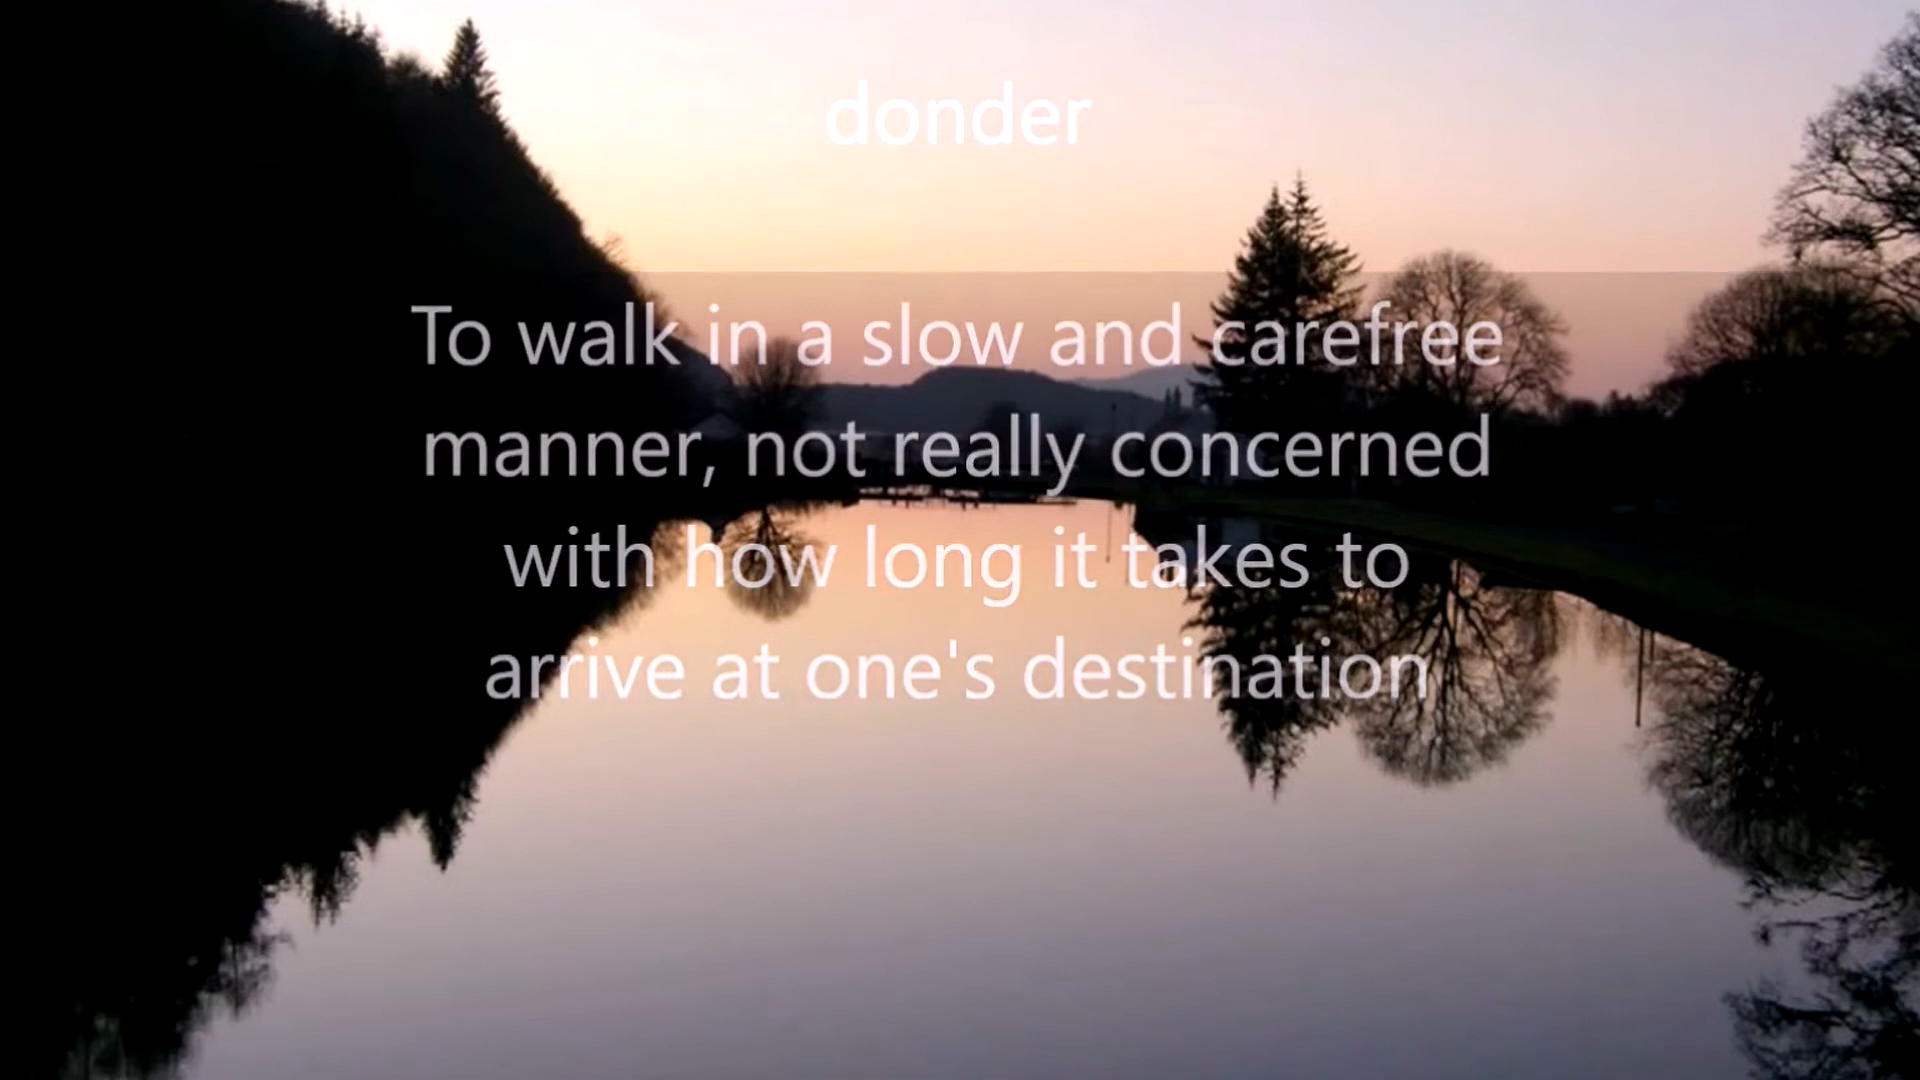 donder
To walk in a slow and carefree
manner, not really concerned
with how long it takes to
arrive at one's destination